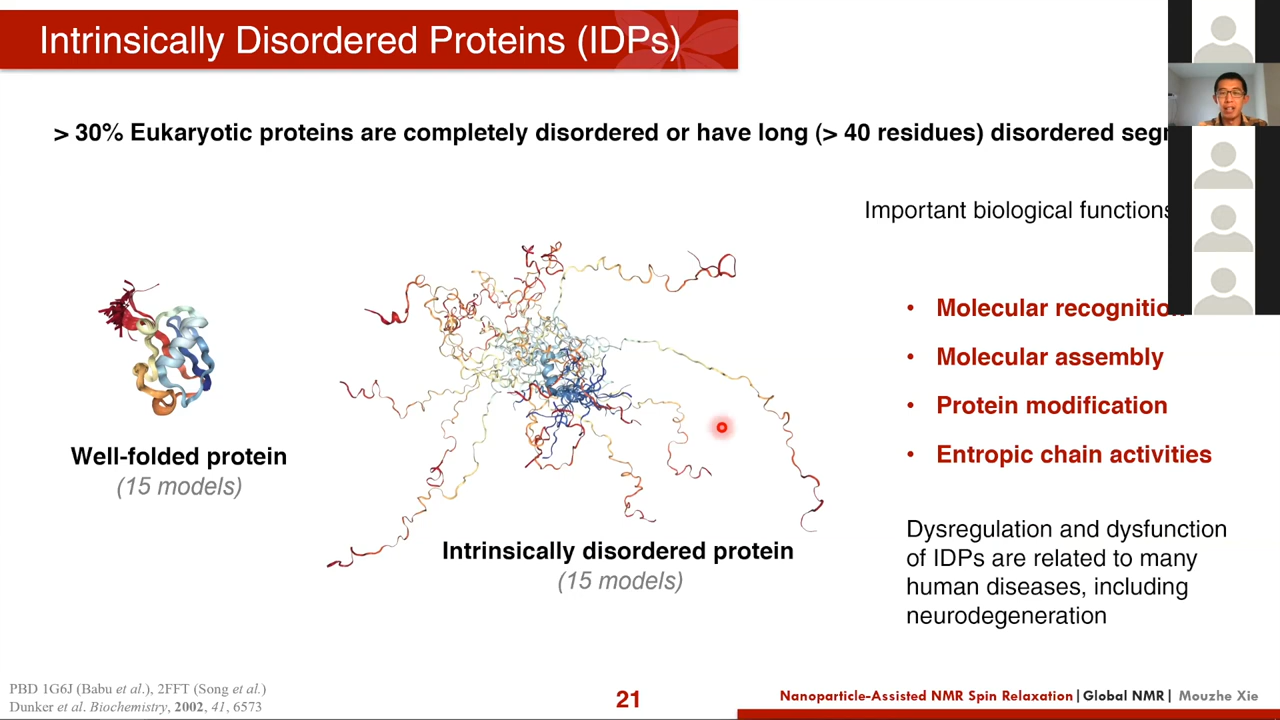 Intrinsically Disordered Proteins (IDPs)
> 30% Eukaryotic proteins are completely disordered or have long (> 40 residues) disordered
Important biological functions
• Molecular recognition
• Molecular assembly
• Protein modification
• Entropic chain activities
Well-folded protein
(15 models)
Intrinsically disordered protein
(15 models)
Dysregulation and dysfunction
of IDPs are related to many
human diseases, including
neurodegeneration
PBD 1G6J (Babu et al.), 2FFT (Song et al.)
Dunker et al. Biochemistry, 2002, 41, 6573
21
Nanoparticle-Assisted NMR Spin Relaxation | Global NMR | Mouzhe Xie